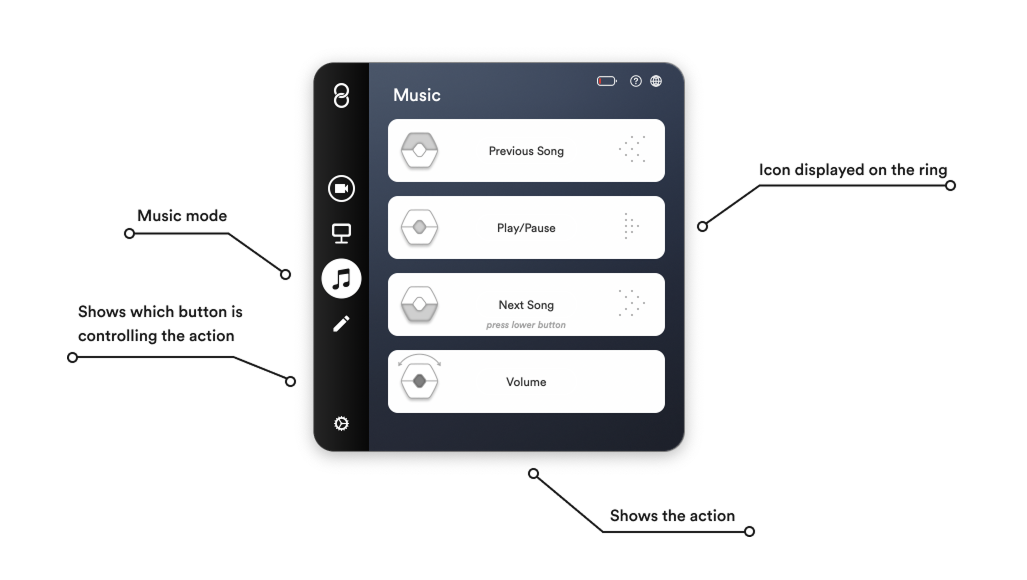 Music
Previous Song
Icon displayed on the ring
Music mode
Play/Pause
Shows which button is
controlling the action
Next Song
press lower button
Volume
Shows the action